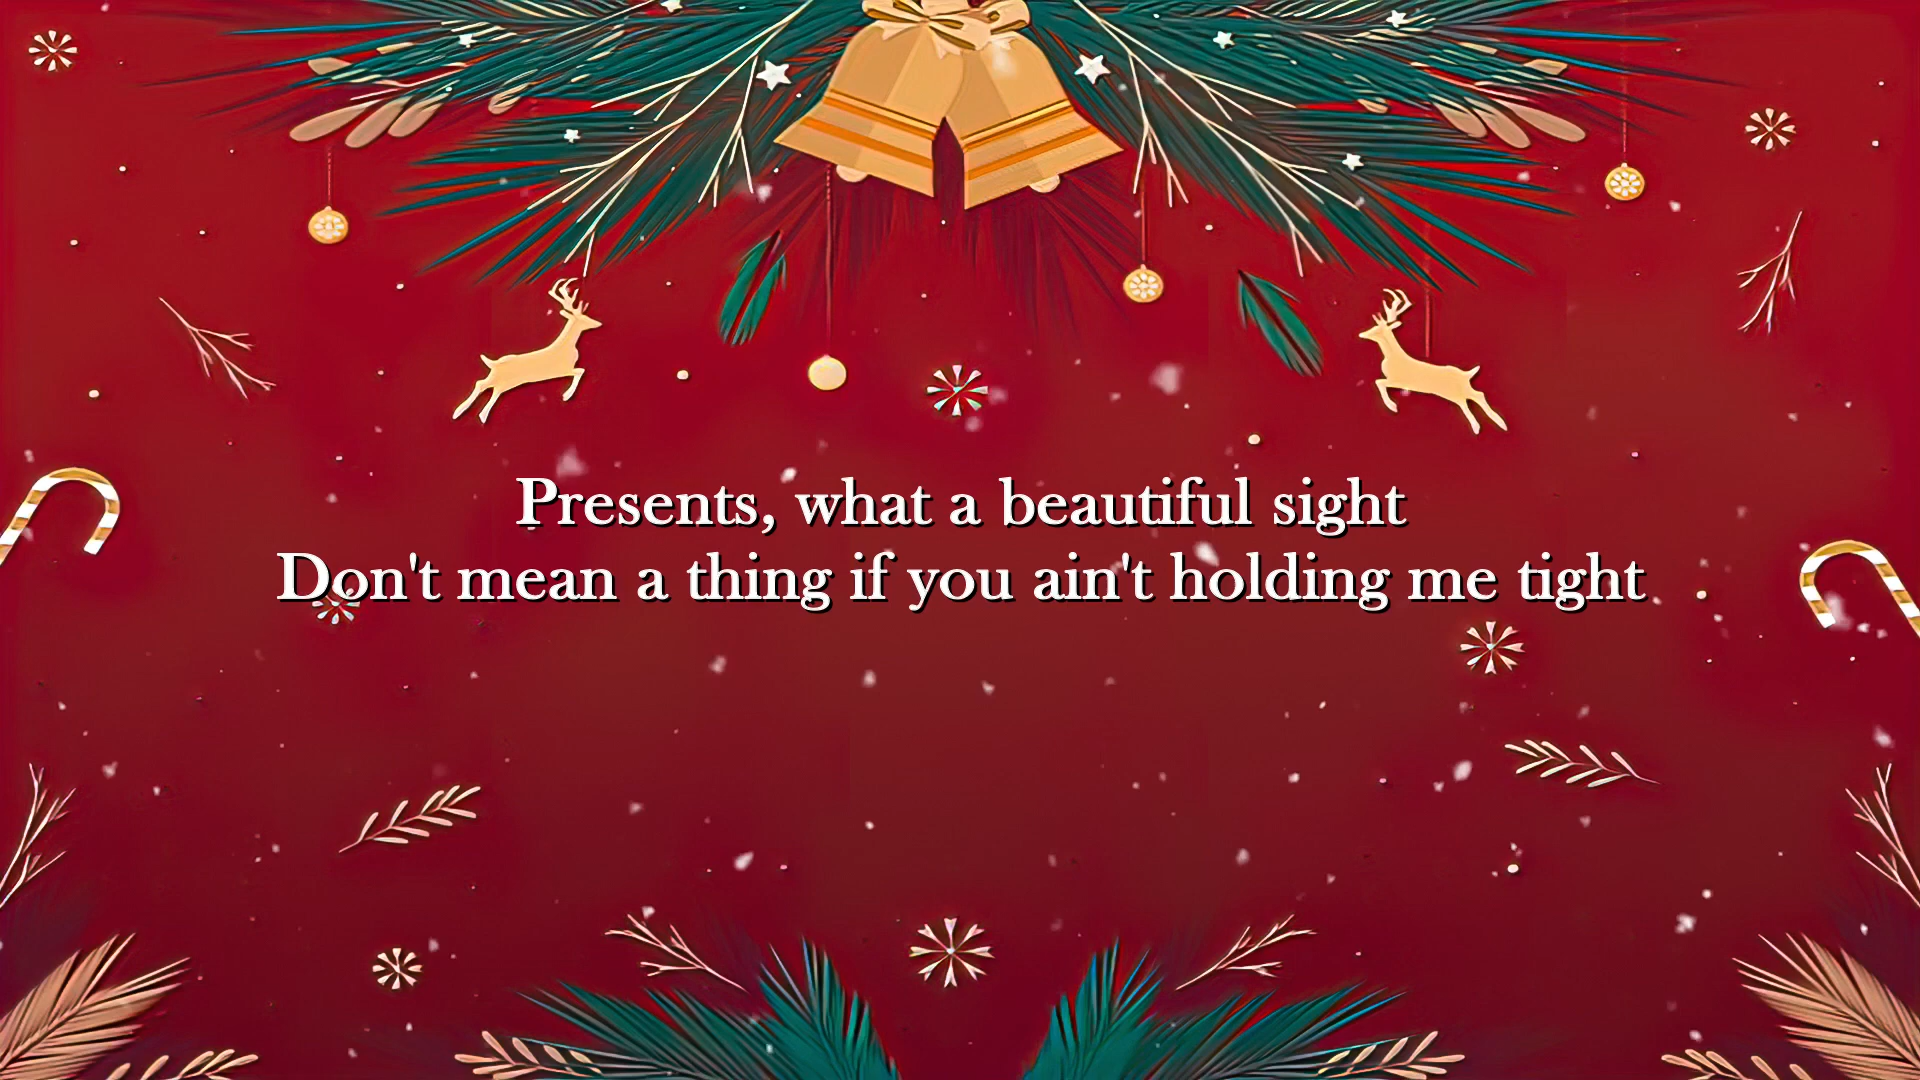 Presents, what a beautiful sight
Don't mean a thing if you ain't holding me tight